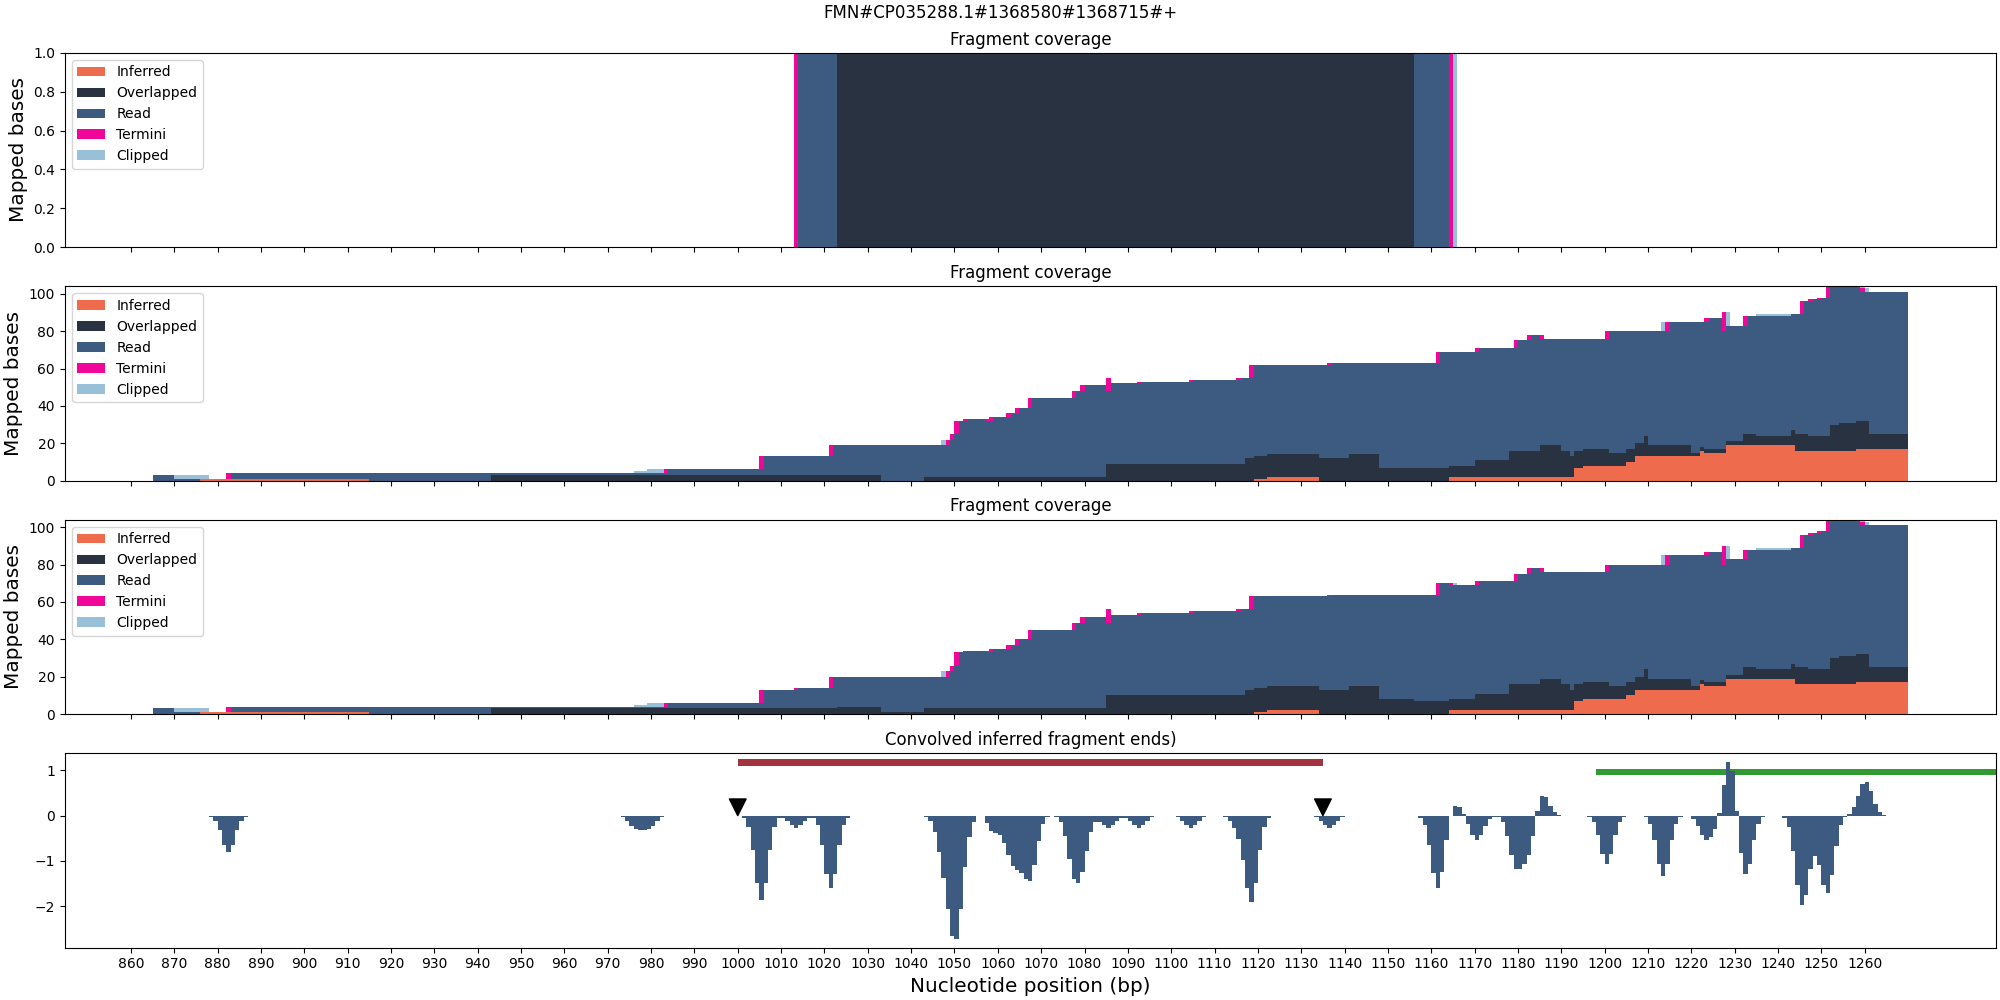 FMN#CP035288.1#1368580#1368715#+
Fragment coverage
Mapped bases
1.0
0.8
0.6
0.4
0.2
0.0
Inferred
Overlapped
Read
Termini
Clipped
Fragment coverage
Mapped bases
100
80
60
40
20
0
Inferred
Overlapped
Read
Termini
Clipped
Fragment coverage
Mapped bases
100
80
60
40
20
0
Inferred
Overlapped
Read
Termini
Clipped
Convolved inferred fragment ends)
1
0
−1
−2
860 870 880 890 900 910 920 930 940 950 960 970 980 990 1000 1010 1020 1030 1040 1050 1060 1070 1080 1090 1100 1110 1120 1130 1140 1150 1160 1170 1180 1190 1200 1210 1220 1230 1240 1250 1260
Nucleotide position (bp)